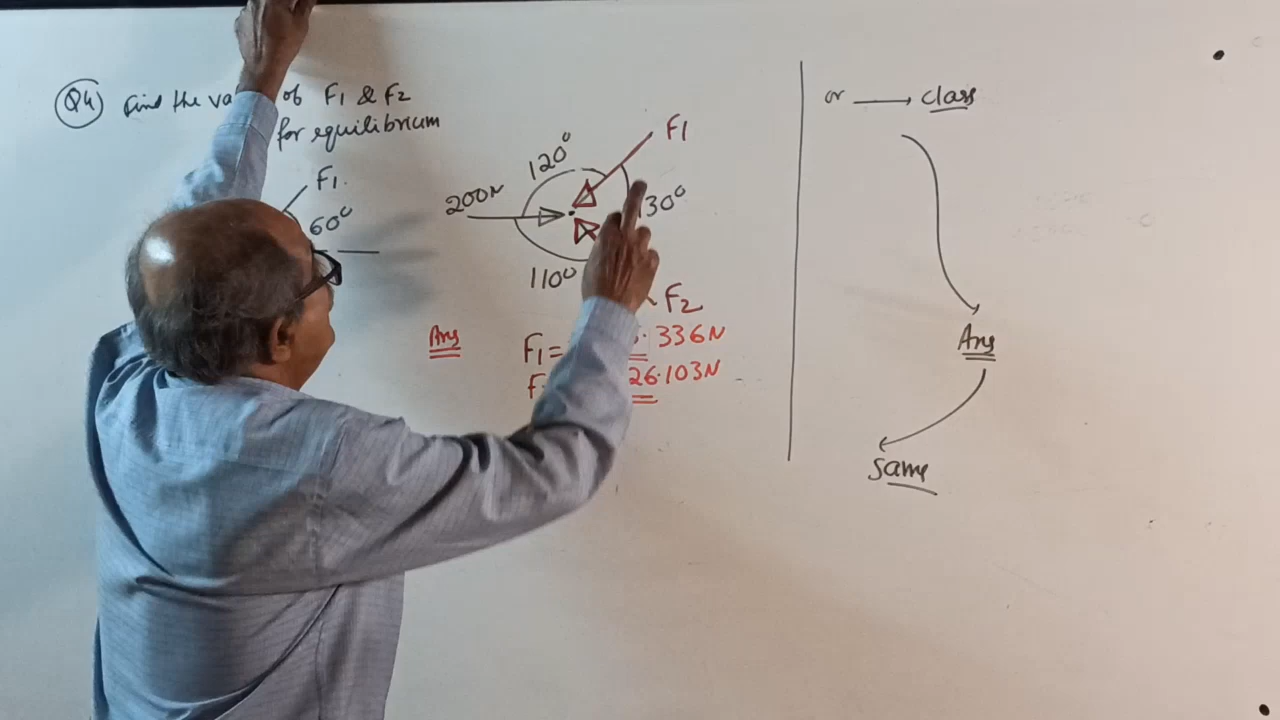 Q4 Find the va of F1 & F2
for equilibrium
F1.
60°
120°
F1
200N
130°
110°
F2
Ans
F1= .336N
F 26.103N
or → class
Ans
Same